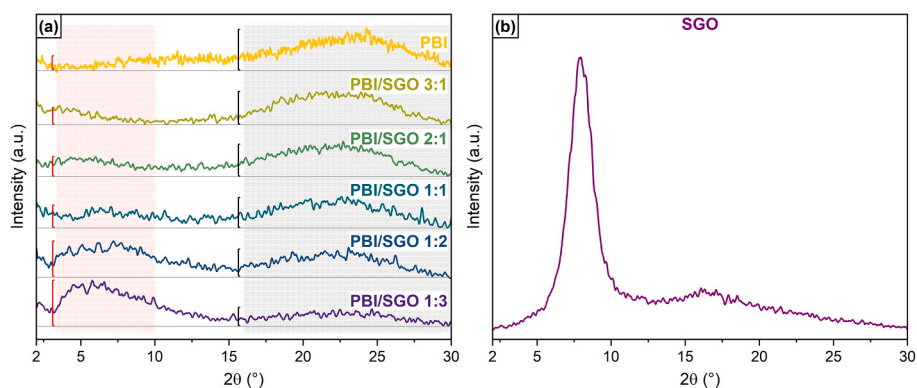 (a)
PBI
PBI/SGO 3:1
PBI/SGO 2:1
PBI/SGO 1:1
PBI/SGO 1:2
PBI/SGO 1:3
Intensity (a.u.)
2 5 10 15 20 25 30
2θ (°)
(b)
SGO
Intensity (a.u.)
2 5 10 15 20 25 30
2θ (°)